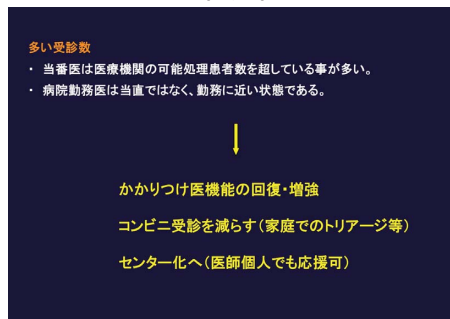 多い受診数
・ 当番医は医療機関の可能処理患者数を超している事が多い。
・ 病院勤務医は当直ではなく、勤務に近い状態である。
かかりつけ医機能の回復・増強
コンビニ受診を減らす(家庭でのトリアージ等)
センター化へ(医師個人でも応援可)